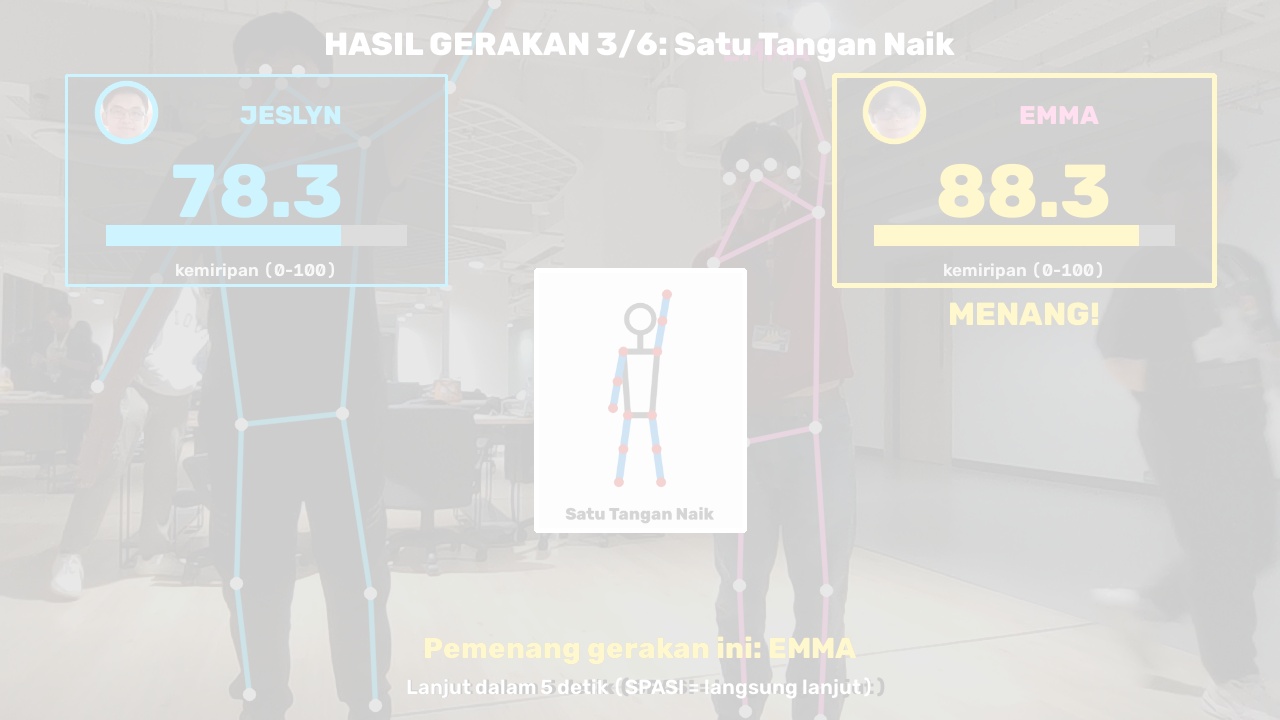 HASIL GERAKAN 3/6: Satu Tangan Naik
JESLYN
78.3
kemiripan (0-100)
EMMA
88.3
kemiripan (0-100)
MENANG!
Satu Tangan Naik
Pemenang gerakan ini: EMMA
Lanjut dalam 5 detik (SPASI = langsung lanjut)